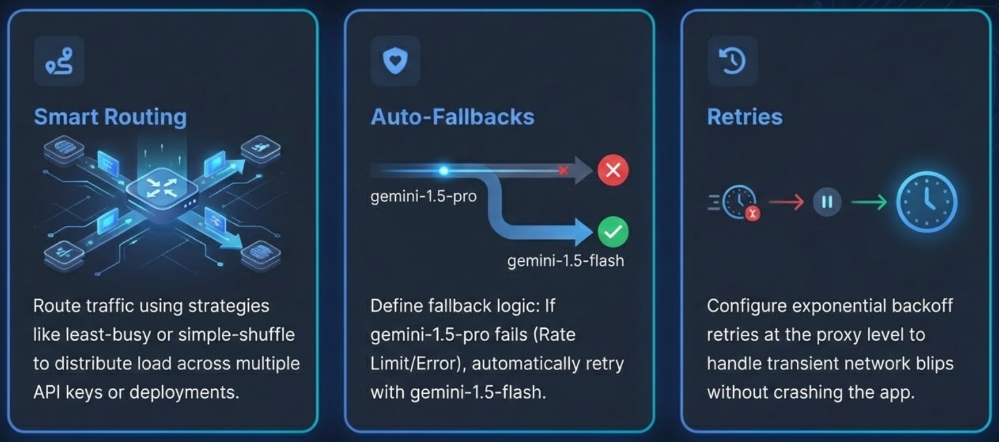 Smart Routing
Route traffic using strategies
like least-busy or simple-shuffle
to distribute load across multiple
API keys or deployments.
Auto-Fallbacks
gemini-1.5-pro
gemini-1.5-flash
Define fallback logic: If
gemini-1.5-pro fails (Rate
Limit/Error), automatically retry
with gemini-1.5-flash.
Retries
Configure exponential backoff
retries at the proxy level to
handle transient network blips
without crashing the app.